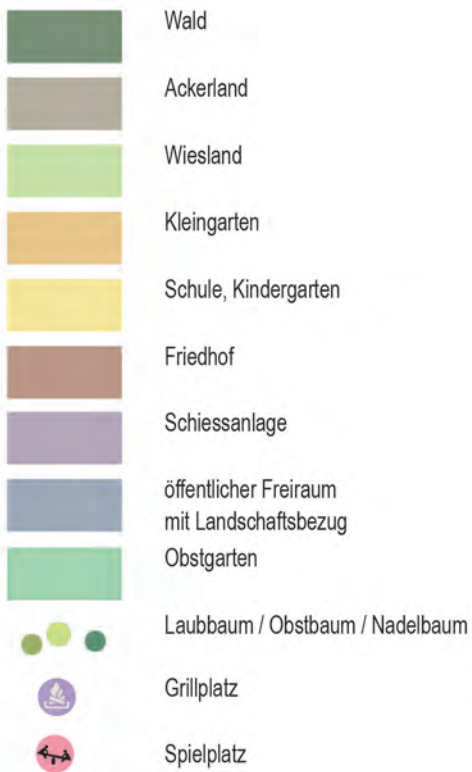 Wald
Ackerland
Wiesland
Kleingarten
Schule, Kindergarten
Friedhof
Schiessanlage
öffentlicher Freiraum
mit Landschaftsbezug
Obstgarten
Laubbaum / Obstbaum / Nadelbaum
Grillplatz
Spielplatz